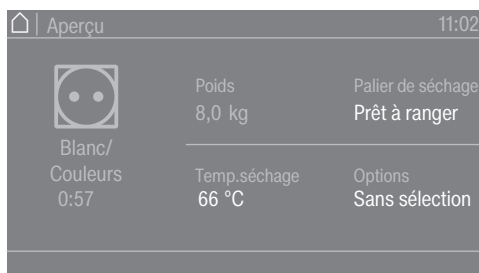 Aperçu
11:02
Blanc/
Couleurs
0:57
Poids
8,0 kg
Palier de séchage
Prêt à ranger
Temp.séchage
66 °C
Options
Sans sélection